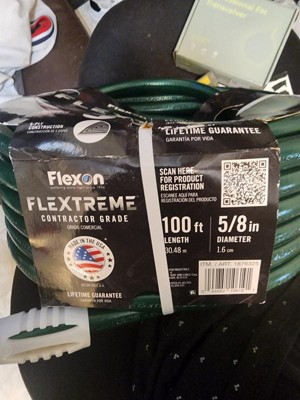 5-PLY
CONSTRUCTION
LIFETIME GUARANTEE
GARANTÍA POR VIDA
Flexon
FLEXTREME
CONTRACTOR GRADE
GRADO COMERCIAL
SCAN HERE
FOR PRODUCT
REGISTRATION
ESCANEE AQUÍ PARA
REGISTRACIÓN DEL PRODUCTO
MADE IN THE USA
100 ft
LENGTH
30.48 m
5/8 in
DIAMETER
1.6 cm
LIFETIME GUARANTEE
GARANTÍA POR VIDA
ITM. / ART.